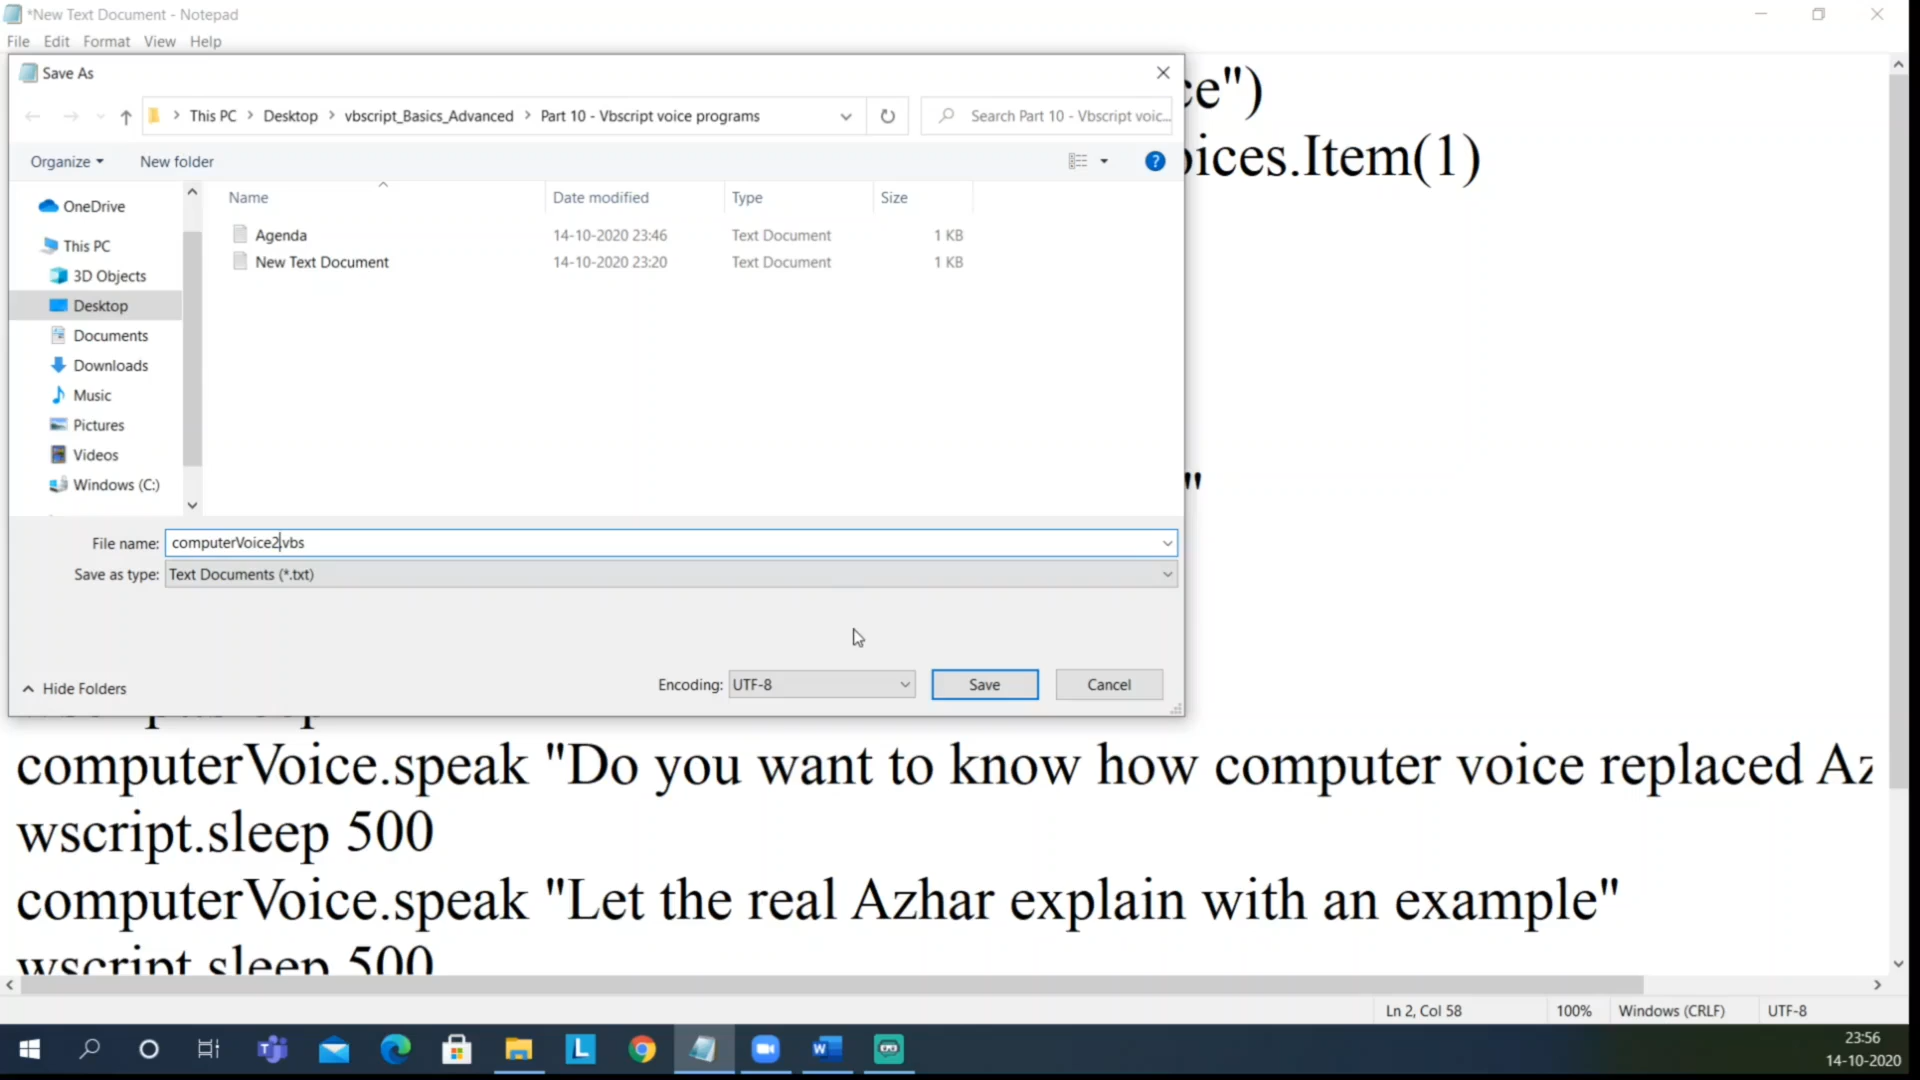 *New Text Document - Notepad
File Edit Format View Help
Save As
This PC > Desktop > vbscript_Basics_Advanced > Part 10 - Vbscript voice programs
Search Part 10 - Vbscript voic...
ce")
oices.Item(1)
Organize New folder
Name Date modified Type Size
OneDrive
This PC
3D Objects
Desktop
Documents
Downloads
Music
Pictures
Videos
Windows (C:)
Agenda 14-10-2020 23:46 Text Document 1 KB
New Text Document 14-10-2020 23:20 Text Document 1 KB
"
File name: computerVoice2.vbs
Save as type: Text Documents (*.txt)
Hide Folders
Encoding: UTF-8 Save Cancel
computerVoice.speak "Do you want to know how computer voice replaced Az
wscript.sleep 500
computerVoice.speak "Let the real Azhar explain with an example"
wscript.sleep 500
Ln 2, Col 58 100% Windows (CRLF) UTF-8
23:56
14-10-2020